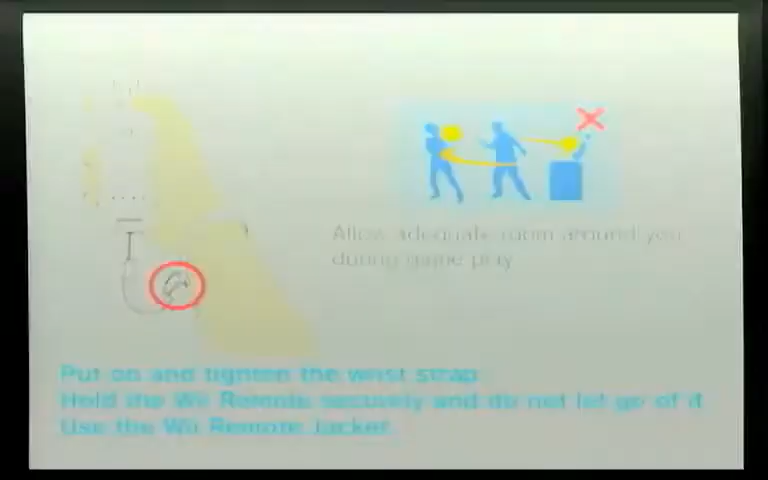 Allow adequate room around you
during game play
Put on and tighten the wrist strap.
Hold the Wii Remote securely and do not let go of it.
Use the Wii Remote Jacket.